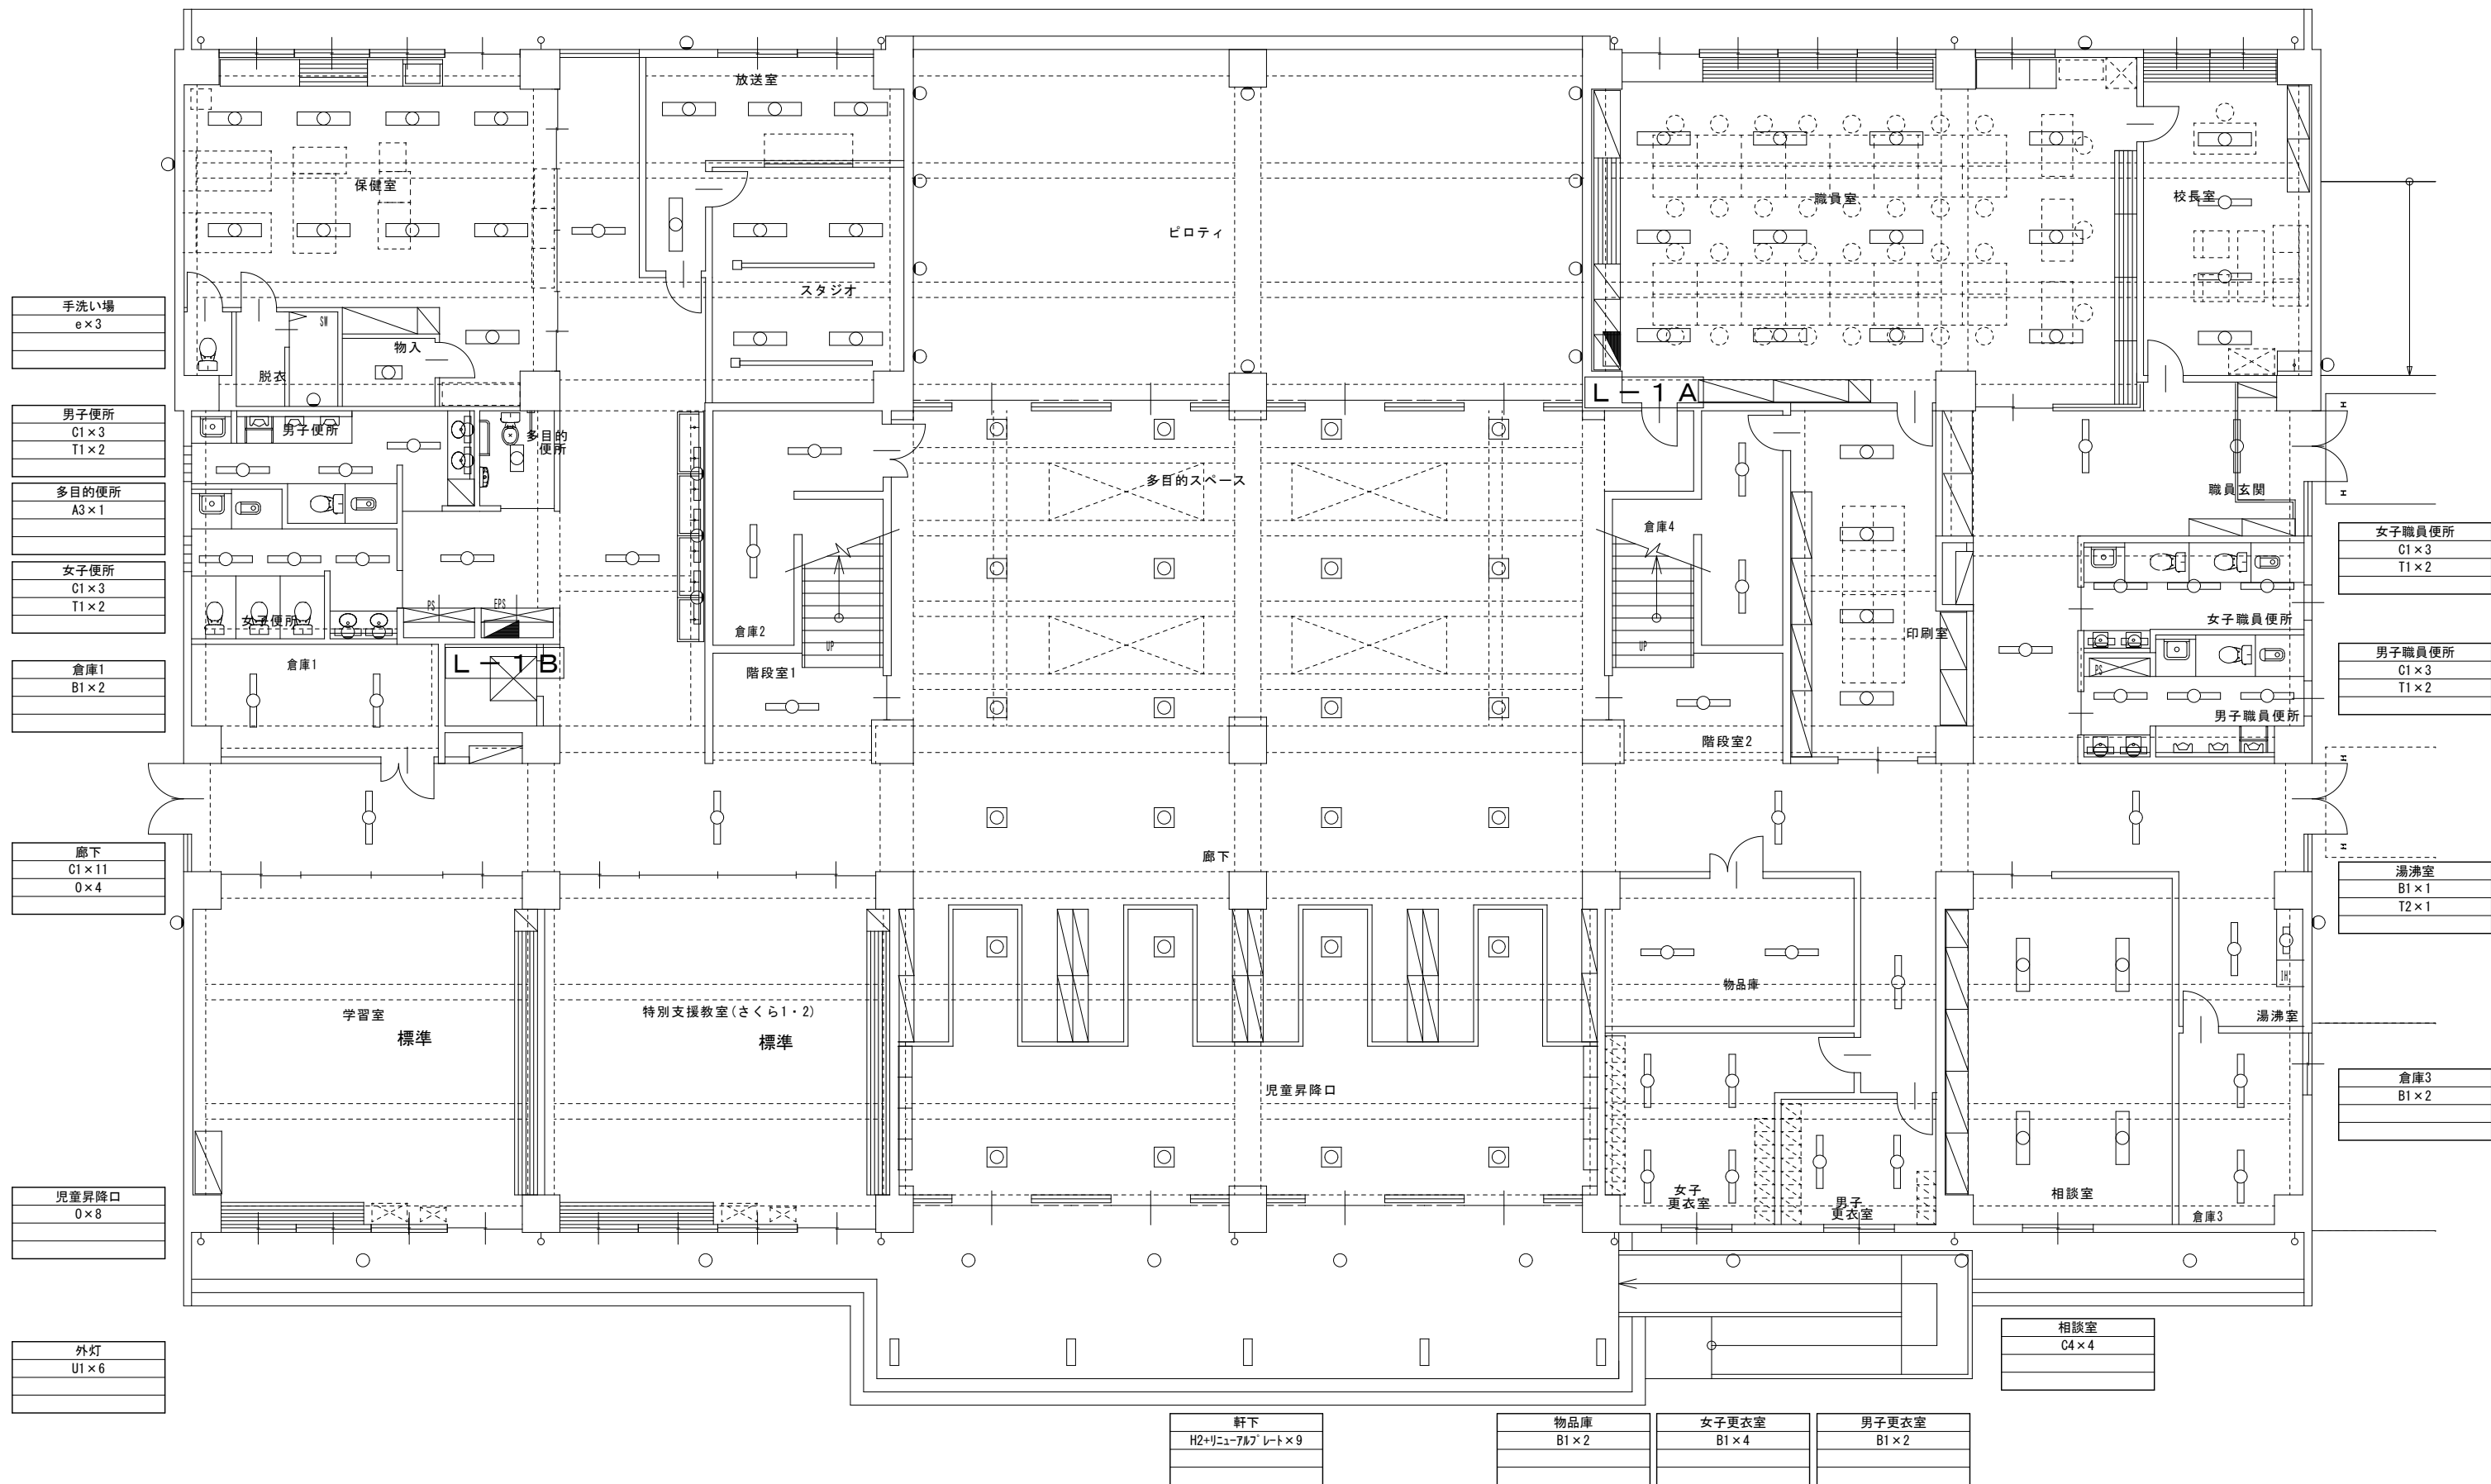 放送室
保健室
職員室
校長室
ピロティ
スタジオ
手洗い場
e×3
SW
物入
脱衣
L-1A
男子便所
C1×3
T1×2
男子便所
多目的
便所
多目的スペース
職員玄関
多目的便所
A3×1
倉庫4
女子職員便所
C1×3
T1×2
女子便所
C1×3
T1×2
PS
EPS
女子便所
倉庫2
UP
UP
印刷室
女子職員便所
倉庫1
B1×2
倉庫1
L-1B
階段室1
PS
男子職員便所
C1×3
T1×2
男子職員便所
階段室2
廊下
C1×11
O×4
廊下
湯沸室
B1×1
T2×1
IH
物品庫
学習室
標準
特別支援教室(さくら1・2)
標準
湯沸室
児童昇降口
倉庫3
B1×2
児童昇降口
O×8
女子
更衣室
男子
更衣室
相談室
倉庫3
外灯
U1×6
相談室
C4×4
軒下
H2+リニューアルプレート×9
物品庫
B1×2
女子更衣室
B1×4
男子更衣室
B1×2
H
H
H
H